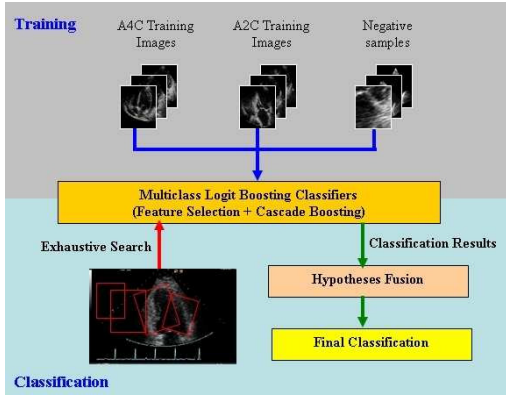 Training
A4C Training
Images
A2C Training
Images
Negative
samples
Multiclass Logit Boosting Classifiers
(Feature Selection + Cascade Boosting)
Exhaustive Search
Classification Results
Hypotheses Fusion
Final Classification
Classification